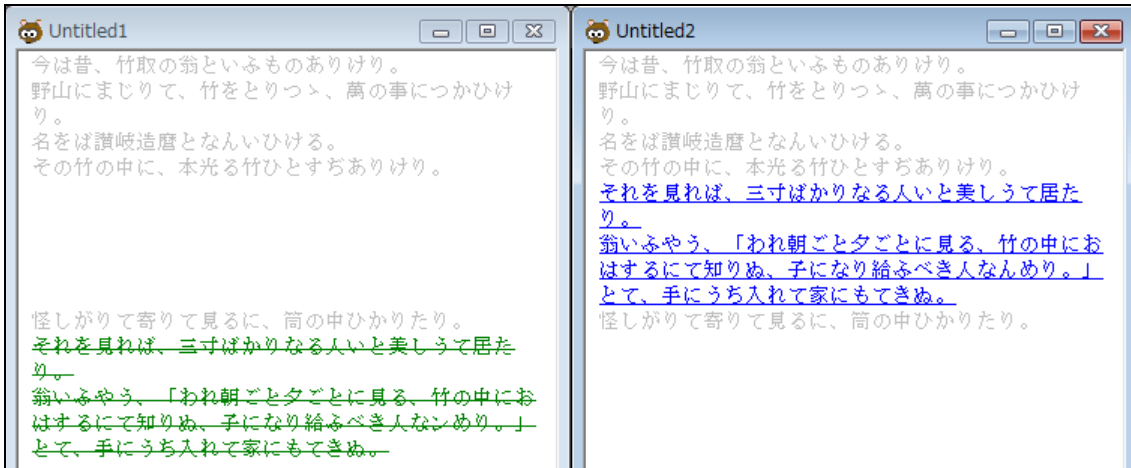 Untitled1
今は昔、竹取の翁といふものありけり。
野山にまじりて、竹をとりつゝ、萬の事につかひけ
り。
名をば讃岐造麿となんいひける。
その竹の中に、本光る竹ひとすぢありけり。
怪しがりて寄りて見るに、筒の中ひかりたり。
それを見れば、三寸ばかりなる人いと美しうて居た
り。
翁いふやう、「われ朝ごと夕ごとに見る、竹の中にお
はするにて知りぬ、子になり給ふべき人なンめり。」
とて、手にうち入れて家にもてきぬ。
Untitled2
今は昔、竹取の翁といふものありけり。
野山にまじりて、竹をとりつゝ、萬の事につかひけ
り。
名をば讃岐造麿となんいひける。
その竹の中に、本光る竹ひとすぢありけり。
それを見れば、三寸ばかりなる人いと美しうて居た
り。
翁いふやう、「われ朝ごと夕ごとに見る、竹の中にお
はするにて知りぬ、子になり給ふべき人なんめり。」
とて、手にうち入れて家にもてきぬ。
怪しがりて寄りて見るに、筒の中ひかりたり。